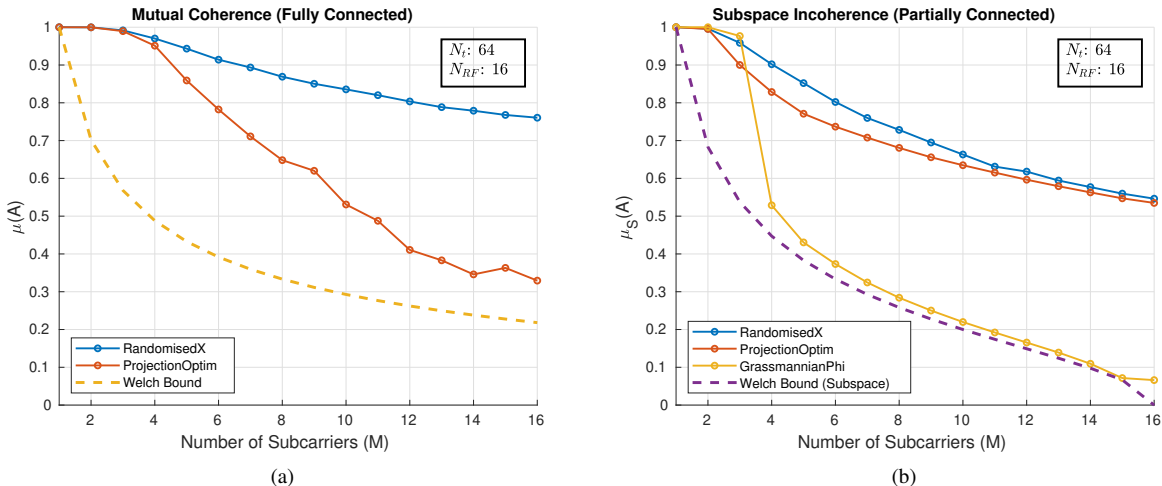 Mutual Coherence (Fully Connected)
N_t: 64
N_RF: 16
μ(A)
1
0.9
0.8
0.7
0.6
0.5
0.4
0.3
0.2
0.1
0
RandomisedX
ProjectionOptim
Welch Bound
2 4 6 8 10 12 14 16
Number of Subcarriers (M)
(a)
Subspace Incoherence (Partially Connected)
N_t: 64
N_RF: 16
μ_S(A)
1
0.9
0.8
0.7
0.6
0.5
0.4
0.3
0.2
0.1
0
RandomisedX
ProjectionOptim
GrassmannianPhi
Welch Bound (Subspace)
2 4 6 8 10 12 14 16
Number of Subcarriers (M)
(b)